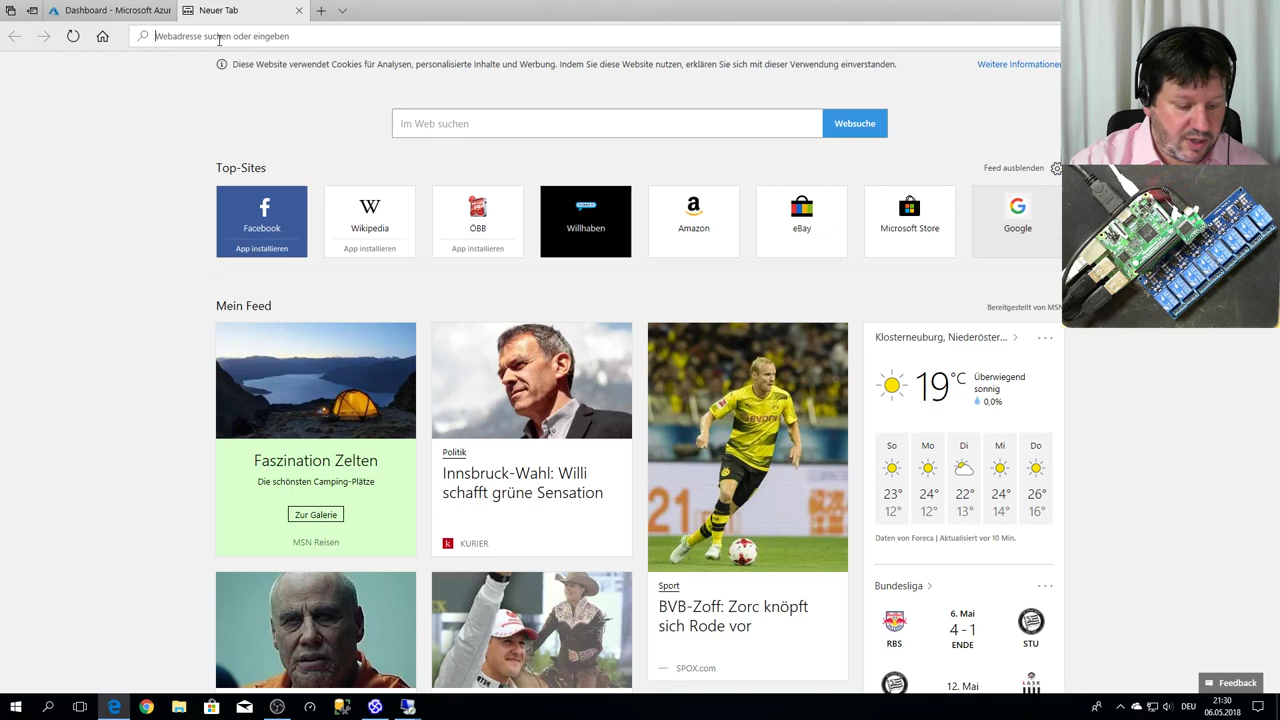 Dashboard - Microsoft Azur
Neuer Tab
Webadresse suchen oder eingeben
Diese Website verwendet Cookies für Analysen, personalisierte Inhalte und Werbung. Indem Sie diese Website nutzen, erklären Sie sich mit dieser Verwendung einverstanden.
Weitere Informationen
Im Web suchen
Websuche
Top-Sites
Feed ausblenden
Facebook
App installieren
W
Wikipedia
App installieren
ÖBB
App installieren
Willhaben
Amazon
eBay
Microsoft Store
Google
Mein Feed
Bereitgestellt von MSN
Faszination Zelten
Die schönsten Camping-Plätze
Zur Galerie
MSN Reisen
Politik
Innsbruck-Wahl: Willi
schafft grüne Sensation
k KURIER
Sport
BVB-Zoff: Zorc knöpft
sich Rode vor
SPOX.com
Klosterneuburg, Niederöster...
19 °C
Überwiegend
sonnig
0,0%
So Mo Di Mi Do
23° 24° 22° 24° 26°
12° 12° 13° 14° 16°
Daten von Foreca | Aktualisiert vor 10 Min.
Bundesliga
6. Mai
4 - 1
ENDE
RBS
STU
12. Mai
LASK
Feedback
DEU
21:30
06.05.2018